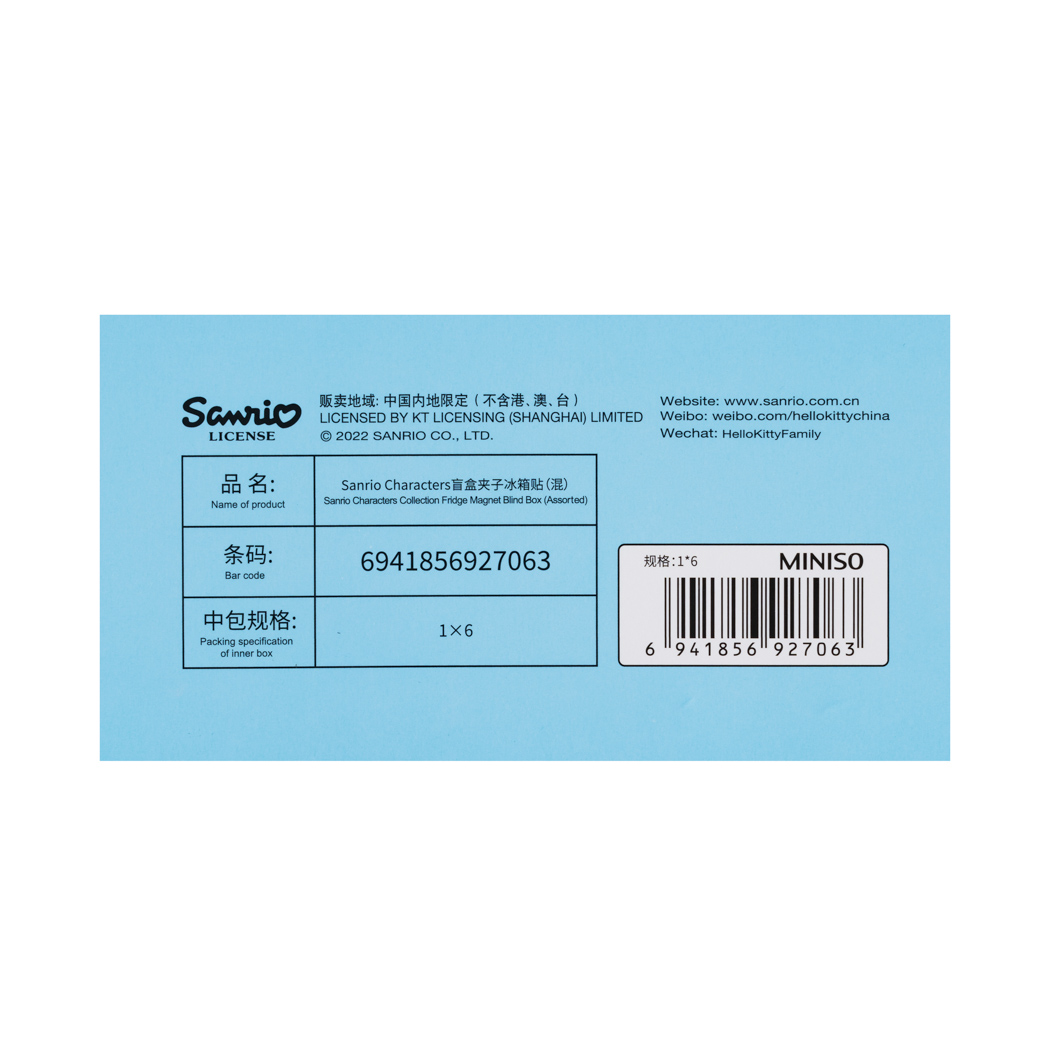 Sanrio
LICENSE
贩卖地域: 中国内地限定 ( 不含港、澳、台 )
LICENSED BY KT LICENSING (SHANGHAI) LIMITED
© 2022 SANRIO CO., LTD.
Website: www.sanrio.com.cn
Weibo: weibo.com/hellokittychina
Wechat: HelloKittyFamily
品 名:
Name of product
Sanrio Characters盲盒夹子冰箱贴(混)
Sanrio Characters Collection Fridge Magnet Blind Box (Assorted)
条码:
Bar code
6941856927063
中包规格:
Packing specification
of inner box
1×6
规格:1*6
MINISO
6 941856 927063